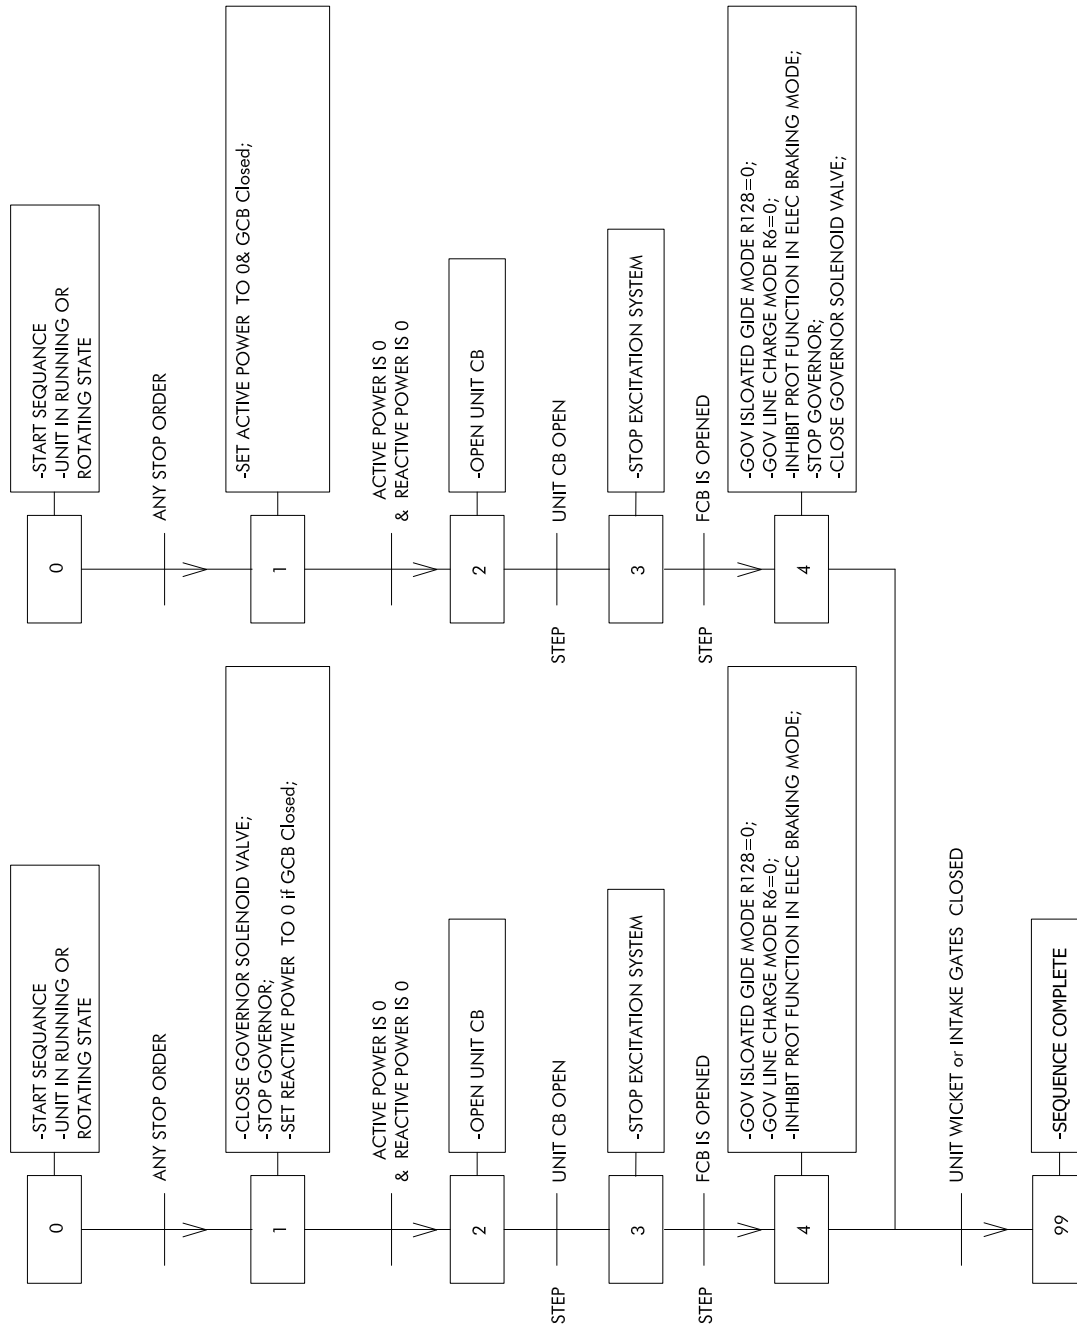 0
-START SEQUANCE
-UNIT IN RUNNING OR
ROTATING STATE
ANY STOP ORDER
1
-CLOSE GOVERNOR SOLENOID VALVE;
-STOP GOVERNOR;
-SET REACTIVE POWER TO 0 if GCB Closed;
ACTIVE POWER IS 0
& REACTIVE POWER IS 0
2
-OPEN UNIT CB
STEP
UNIT CB OPEN
3
-STOP EXCITATION SYSTEM
STEP
FCB IS OPENED
4
-GOV ISLOATED GIDE MODE R128=0;
-GOV LINE CHARGE MODE R6=0;
-INHIBIT PROT FUNCTION IN ELEC BRAKING MODE;
0
-START SEQUANCE
-UNIT IN RUNNING OR
ROTATING STATE
ANY STOP ORDER
1
-SET ACTIVE POWER TO 0& GCB Closed;
ACTIVE POWER IS 0
& REACTIVE POWER IS 0
2
-OPEN UNIT CB
STEP
UNIT CB OPEN
3
-STOP EXCITATION SYSTEM
STEP
FCB IS OPENED
4
-GOV ISLOATED GIDE MODE R128=0;
-GOV LINE CHARGE MODE R6=0;
-INHIBIT PROT FUNCTION IN ELEC BRAKING MODE;
-STOP GOVERNOR;
-CLOSE GOVERNOR SOLENOID VALVE;
UNIT WICKET or INTAKE GATES CLOSED
99
-SEQUENCE COMPLETE